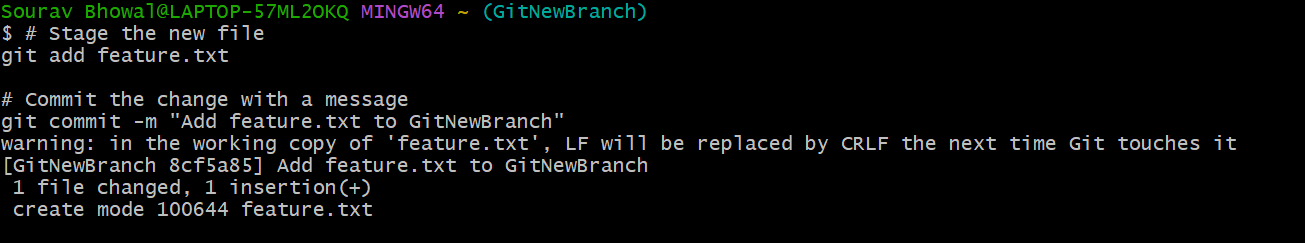 Sourav Bhowal@LAPTOP-57ML2OKQ MINGW64 ~ (GitNewBranch)
$ # Stage the new file
git add feature.txt
# Commit the change with a message
git commit -m "Add feature.txt to GitNewBranch"
warning: in the working copy of 'feature.txt', LF will be replaced by CRLF the next time Git touches it
[GitNewBranch 8cf5a85] Add feature.txt to GitNewBranch
 1 file changed, 1 insertion(+)
 create mode 100644 feature.txt